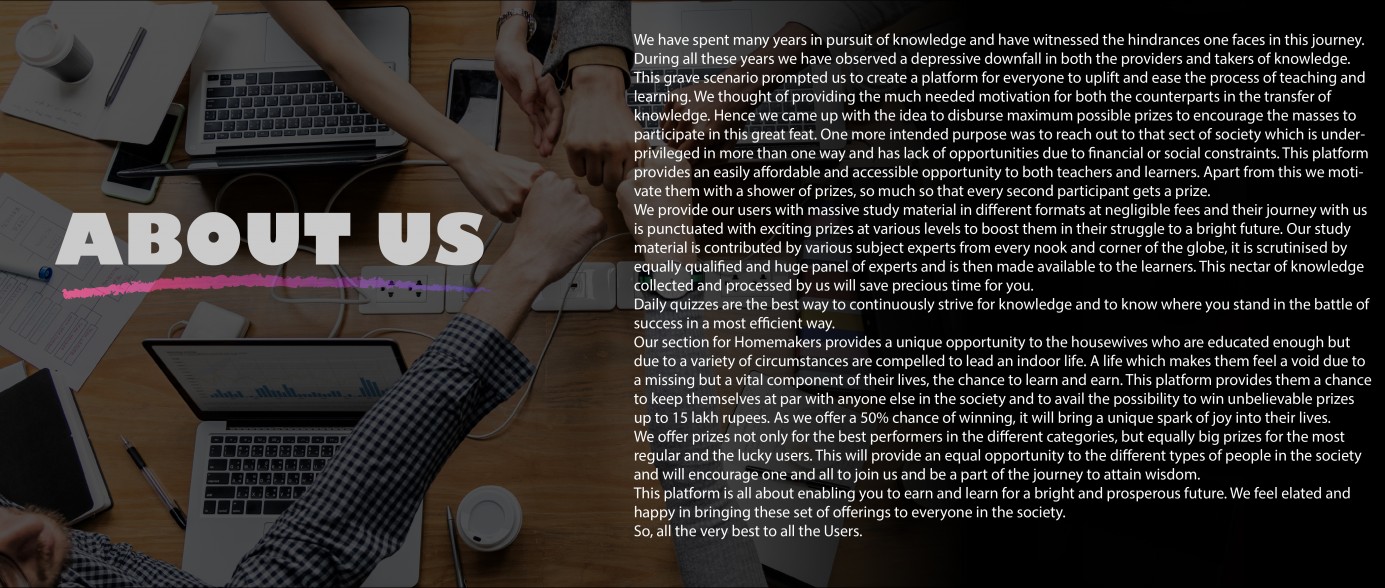 ABOUT US
We have spent many years in pursuit of knowledge and have witnessed the hindrances one faces in this journey.
During all these years we have observed a depressive downfall in both the providers and takers of knowledge.
This grave scenario prompted us to create a platform for everyone to uplift and ease the process of teaching and
learning. We thought of providing the much needed motivation for both the counterparts in the transfer of
knowledge. Hence we came up with the idea to disburse maximum possible prizes to encourage the masses to
participate in this great feat. One more intended purpose was to reach out to that sect of society which is under-
privileged in more than one way and has lack of opportunities due to financial or social constraints. This platform
provides an easily affordable and accessible opportunity to both teachers and learners. Apart from this we moti-
vate them with a shower of prizes, so much so that every second participant gets a prize.
We provide our users with massive study material in different formats at negligible fees and their journey with us
is punctuated with exciting prizes at various levels to boost them in their struggle to a bright future. Our study
material is contributed by various subject experts from every nook and corner of the globe, it is scrutinised by
equally qualified and huge panel of experts and is then made available to the learners. This nectar of knowledge
collected and processed by us will save precious time for you.
Daily quizzes are the best way to continuously strive for knowledge and to know where you stand in the battle of
success in a most efficient way.
Our section for Homemakers provides a unique opportunity to the housewives who are educated enough but
due to a variety of circumstances are compelled to lead an indoor life. A life which makes them feel a void due to
a missing but a vital component of their lives, the chance to learn and earn. This platform provides them a chance
to keep themselves at par with anyone else in the society and to avail the possibility to win unbelievable prizes
up to 15 lakh rupees. As we offer a 50% chance of winning, it will bring a unique spark of joy into their lives.
We offer prizes not only for the best performers in the different categories, but equally big prizes for the most
regular and the lucky users. This will provide an equal opportunity to the different types of people in the society
and will encourage one and all to join us and be a part of the journey to attain wisdom.
This platform is all about enabling you to earn and learn for a bright and prosperous future. We feel elated and
happy in bringing these set of offerings to everyone in the society.
So, all the very best to all the Users.